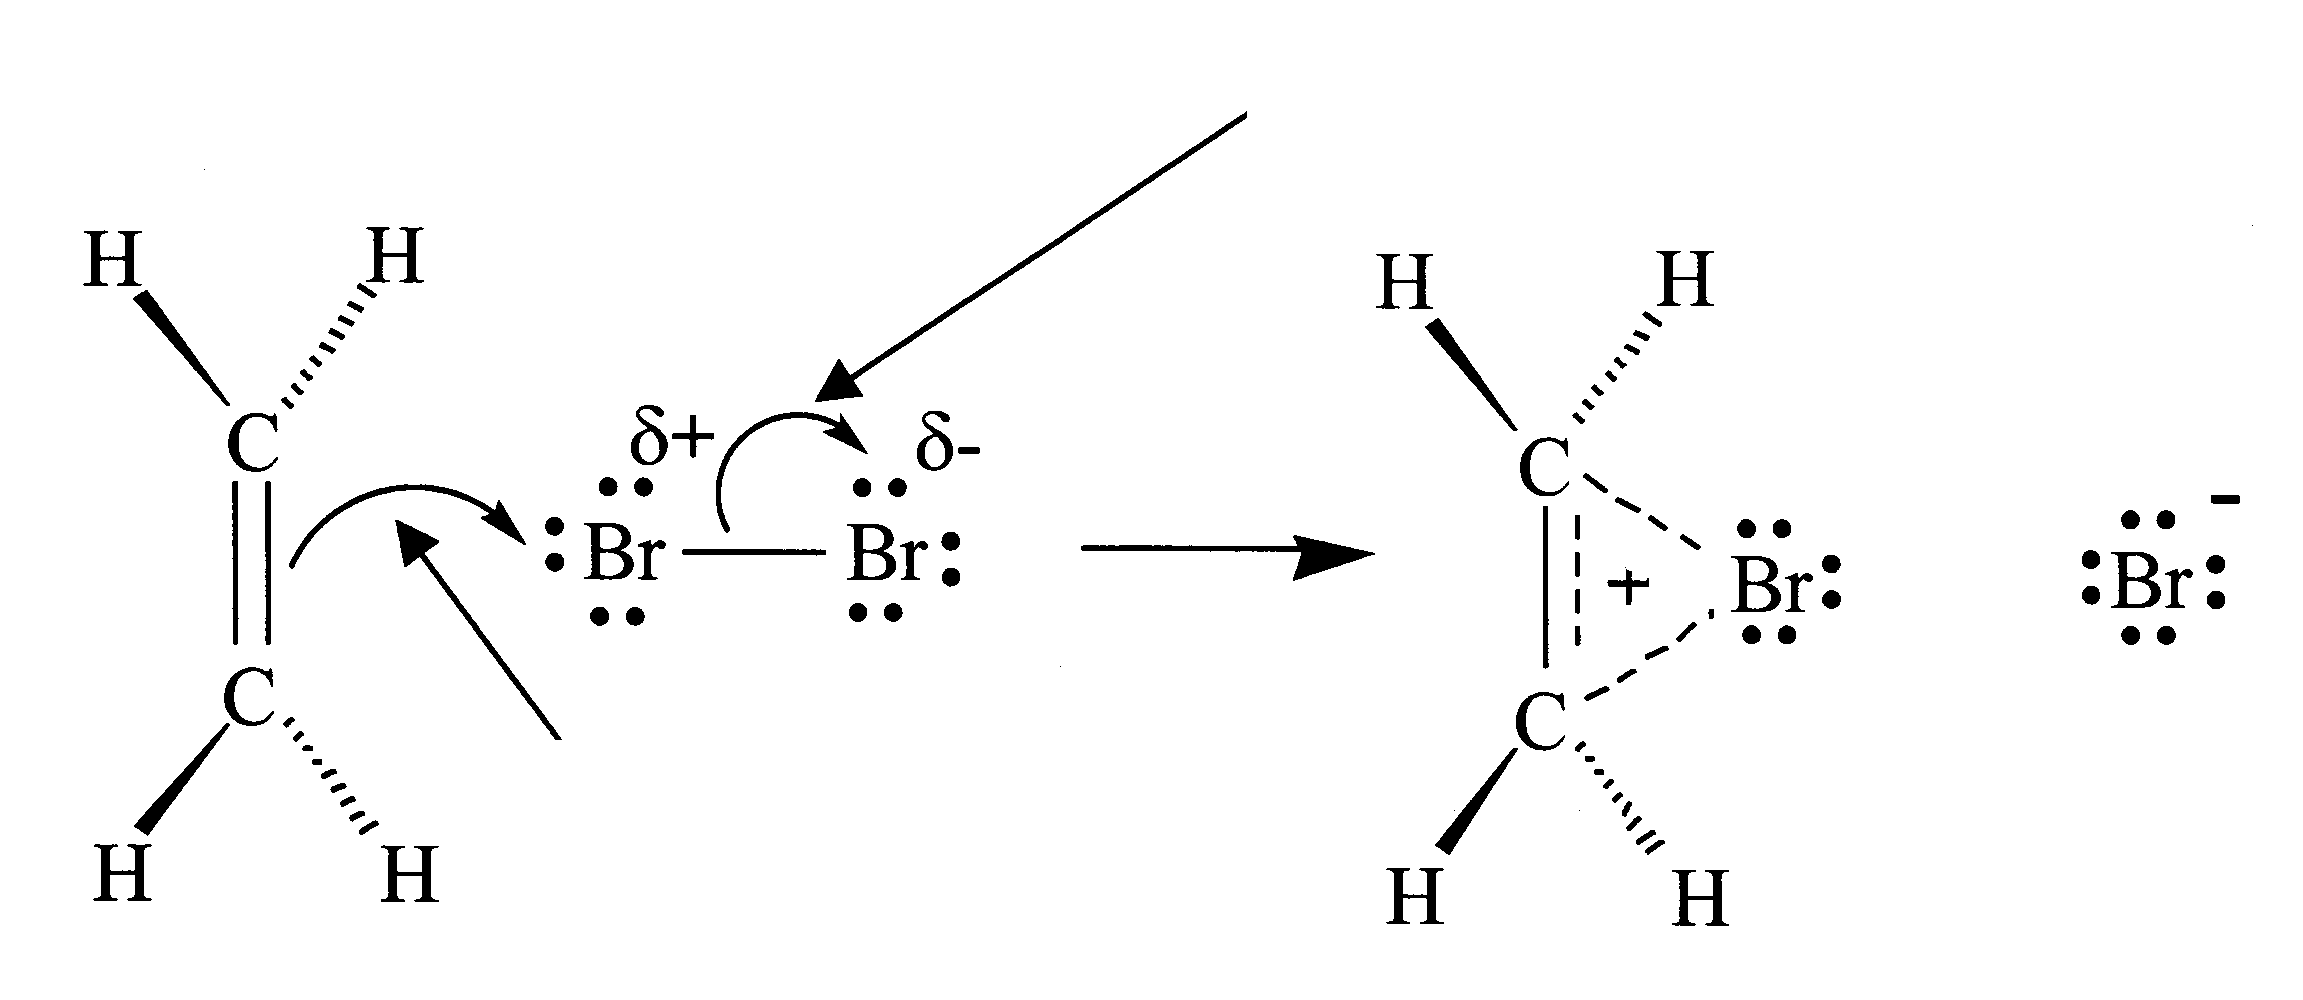 H H H H
C δ+ δ- C -
Br Br + Br Br
C C
H H H H